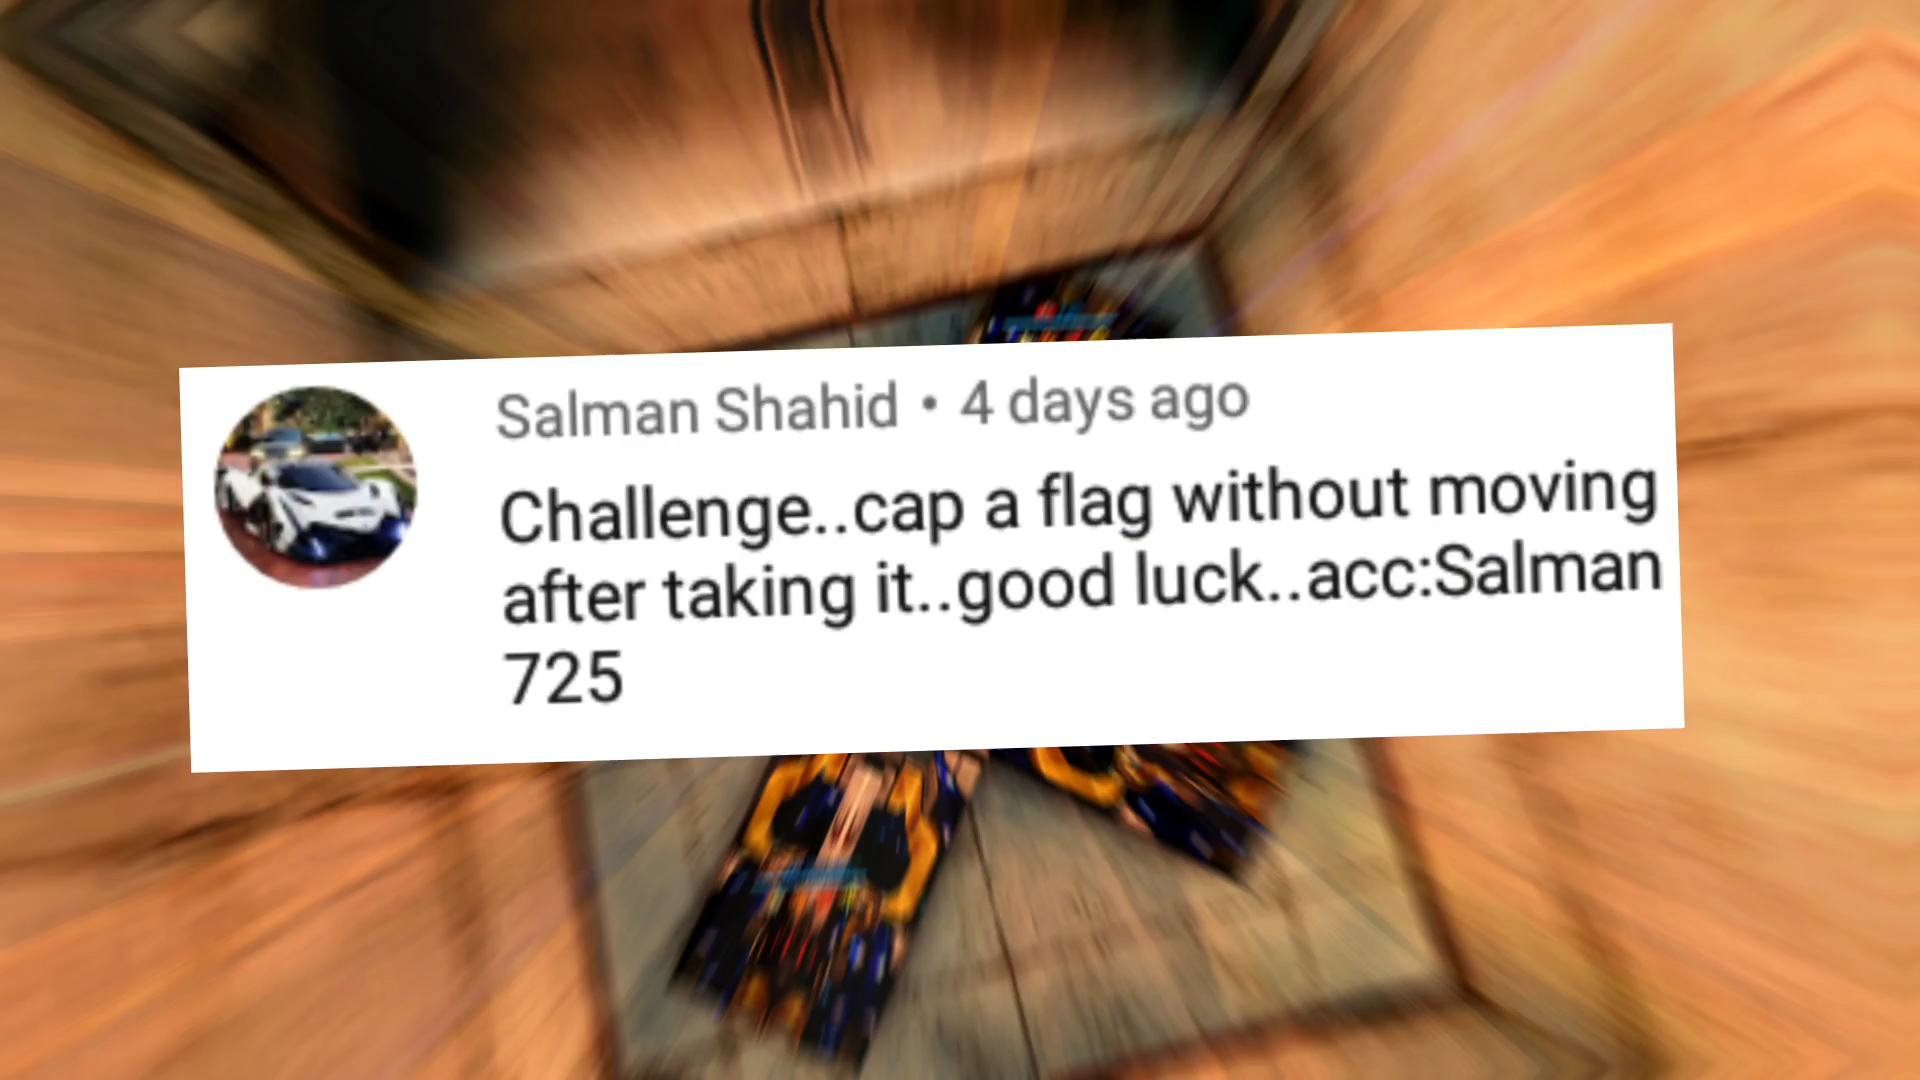 Salman Shahid • 4 days ago
Challenge..cap a flag without moving
after taking it..good luck..acc:Salman
725